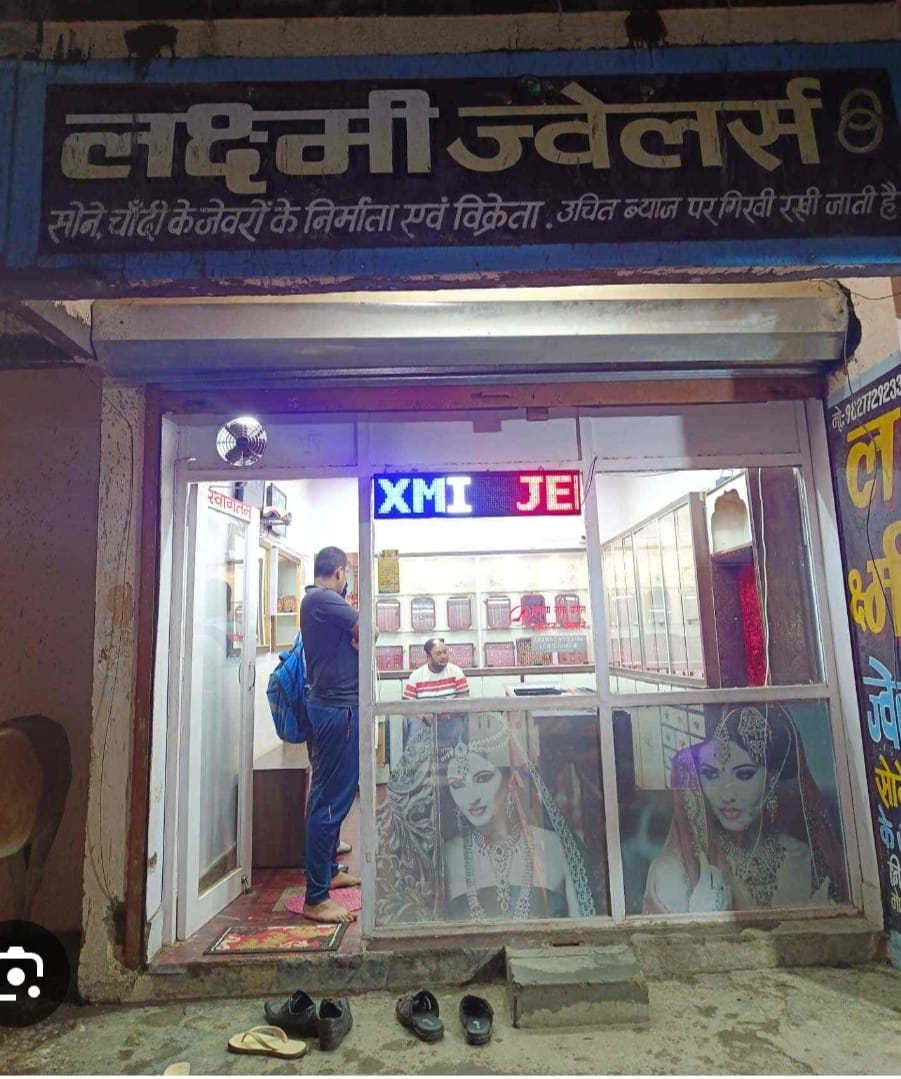 लक्ष्मी ज्वेलर्स
सोने, चाँदी के जेवरों के निर्माता एवं विक्रेता. उचित ब्याज पर गिरवी रखी जाती है
स्वागतम
XMI JE
ल
क्ष्मी
ज्वे
सोने
के